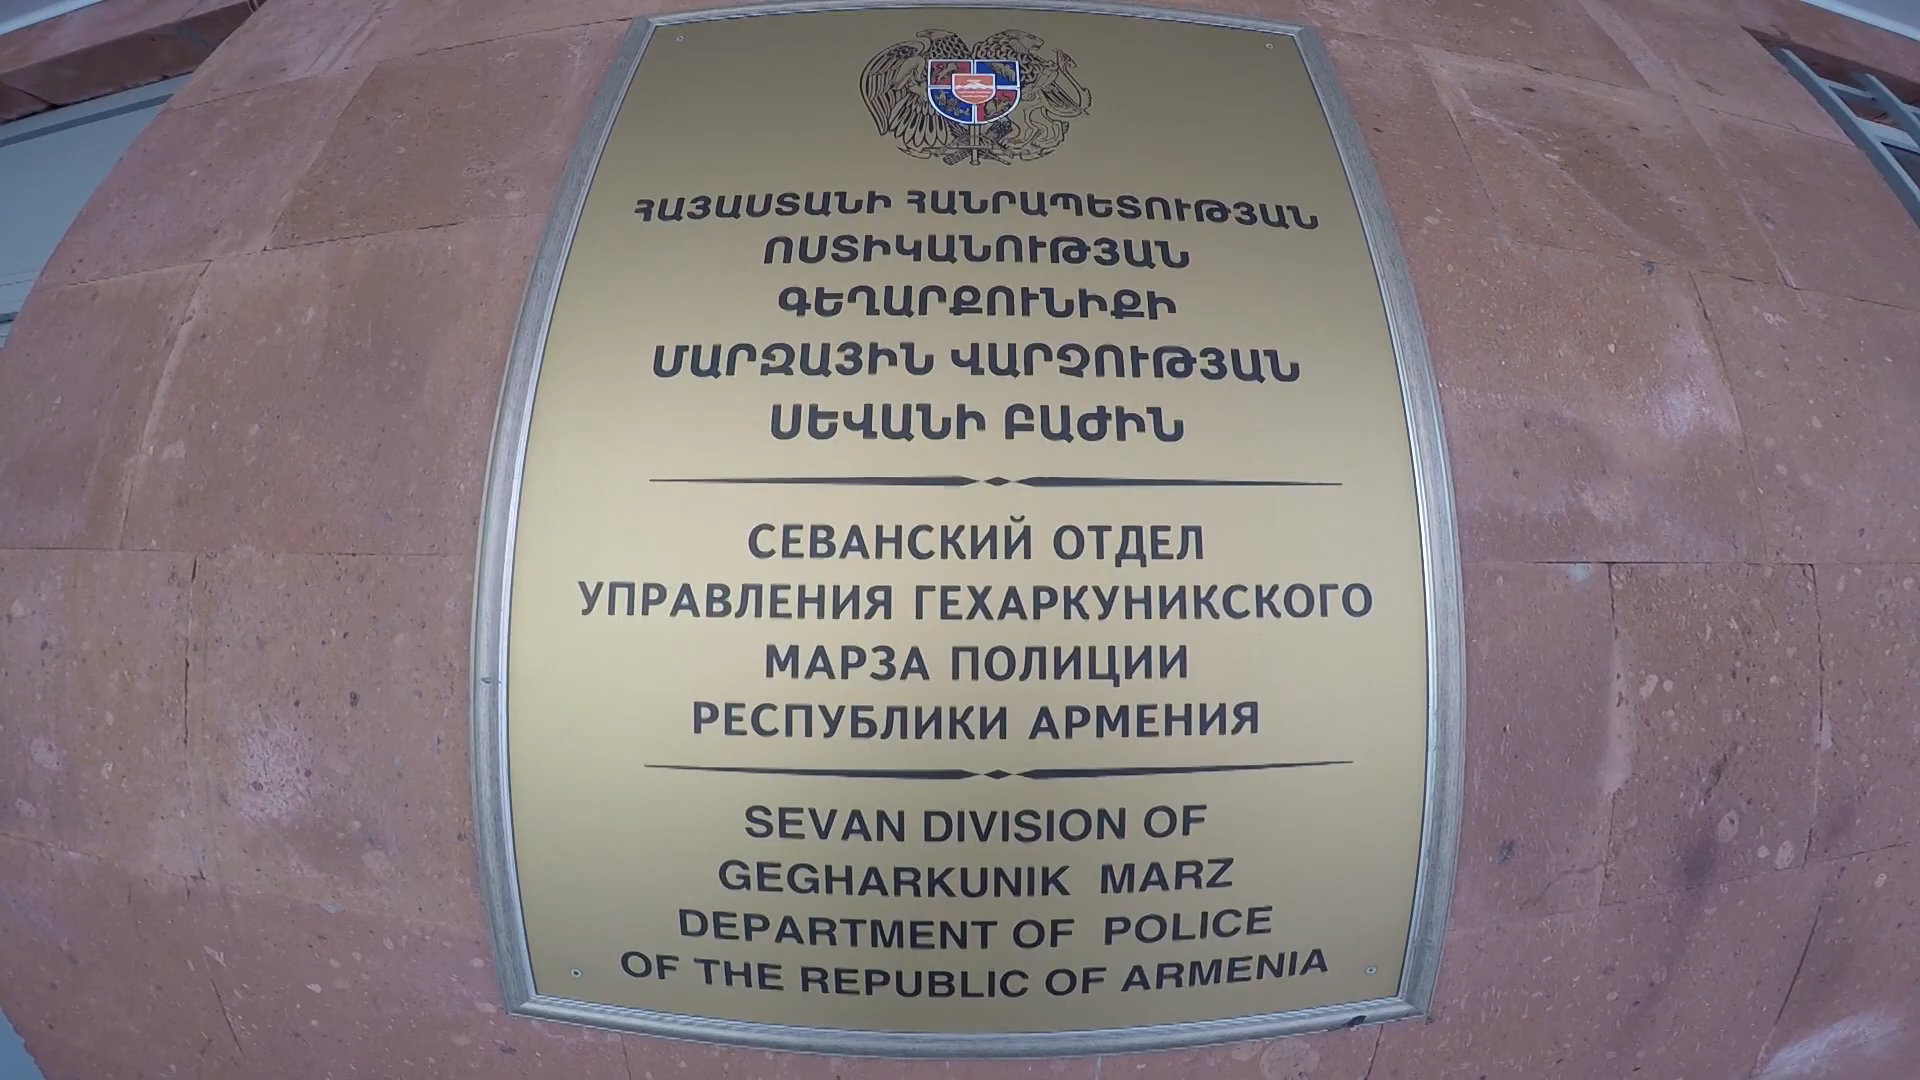 ՀԱՅԱՍՏԱՆԻ ՀԱՆՐԱՊԵՏՈՒԹՅԱՆ
ՈՍՏԻԿԱՆՈՒԹՅԱՆ
ԳԵՂԱՐՔՈՒՆԻՔԻ
ՄԱՐԶԱՅԻՆ ՎԱՐՉՈՒԹՅԱՆ
ՍԵՎԱՆԻ ԲԱԺԻՆ
СЕВАНСКИЙ ОТДЕЛ
УПРАВЛЕНИЯ ГЕХАРКУНИКСКОГО
МАРЗА ПОЛИЦИИ
РЕСПУБЛИКИ АРМЕНИЯ
SEVAN DIVISION OF
GEGHARKUNIK MARZ
DEPARTMENT OF POLICE
OF THE REPUBLIC OF ARMENIA